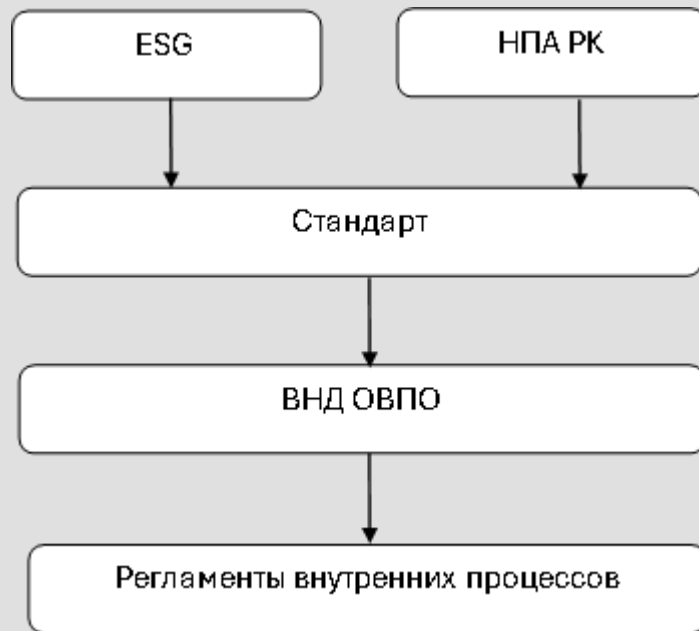 ESG
НПА РК
Стандарт
ВНД ОВПО
Регламенты внутренних процессов